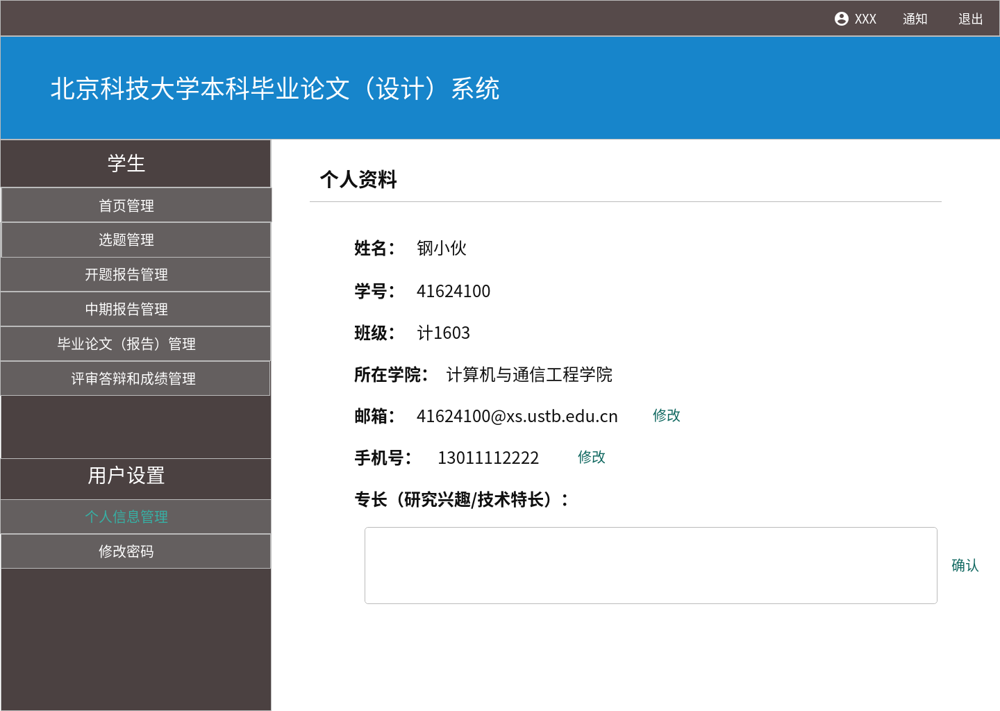 XXX 通知 退出
北京科技大学本科毕业论文（设计）系统
学生
首页管理
选题管理
开题报告管理
中期报告管理
毕业论文（报告）管理
评审答辩和成绩管理
用户设置
个人信息管理
修改密码
个人资料
姓名： 钢小伙
学号： 41624100
班级： 计1603
所在学院： 计算机与通信工程学院
邮箱： 41624100@xs.ustb.edu.cn 修改
手机号： 13011112222 修改
专长（研究兴趣/技术特长）：
确认